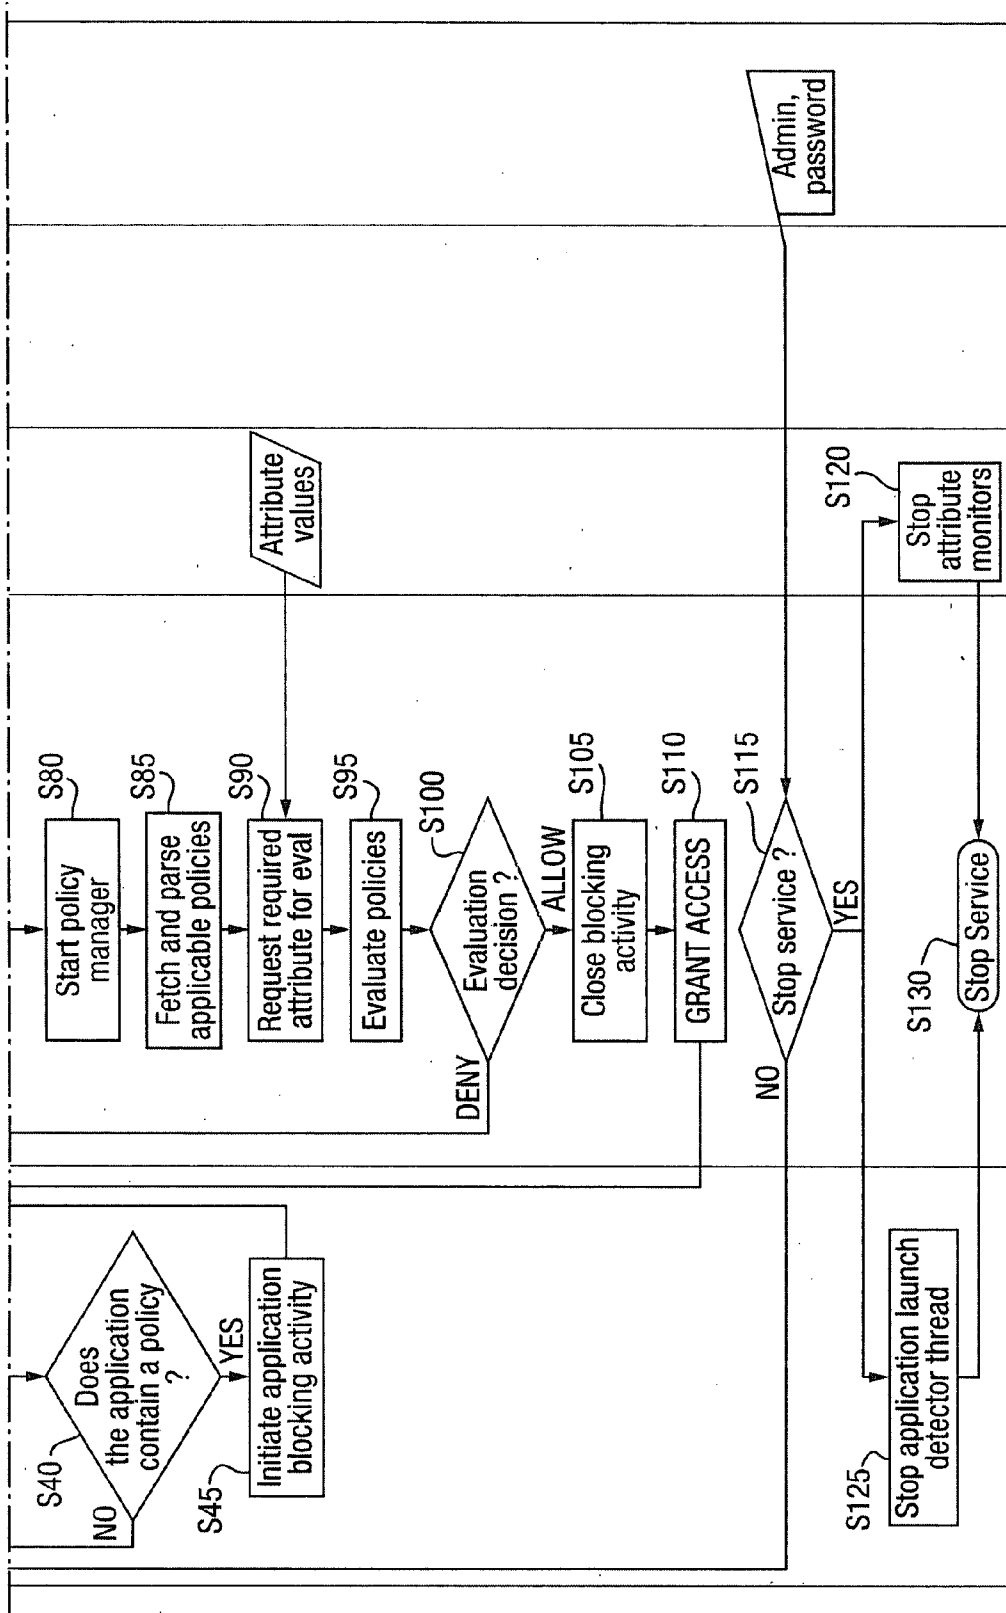 S40
Does
the application
contain a policy
?
NO
YES
S45
Initiate application
blocking activity
S80
Start policy
manager
S85
Fetch and parse
applicable policies
S90
Request required
attribute for eval
Attribute
values
S95
Evaluate policies
S100
Evaluation
decision ?
DENY
ALLOW
S105
Close blocking
activity
S110
GRANT ACCESS
S115
Stop service ?
NO
YES
Admin,
password
S120
Stop
attribute
monitors
S125
Stop application launch
detector thread
S130
Stop Service